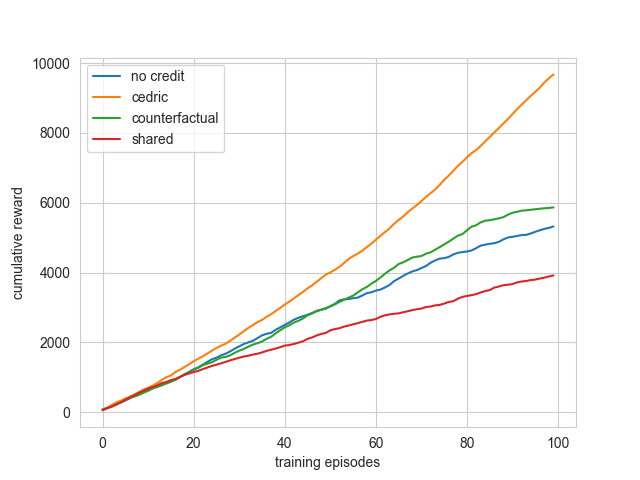 10000
8000
6000
4000
2000
0
cumulative reward
no credit
cedric
counterfactual
shared
0 20 40 60 80 100
training episodes